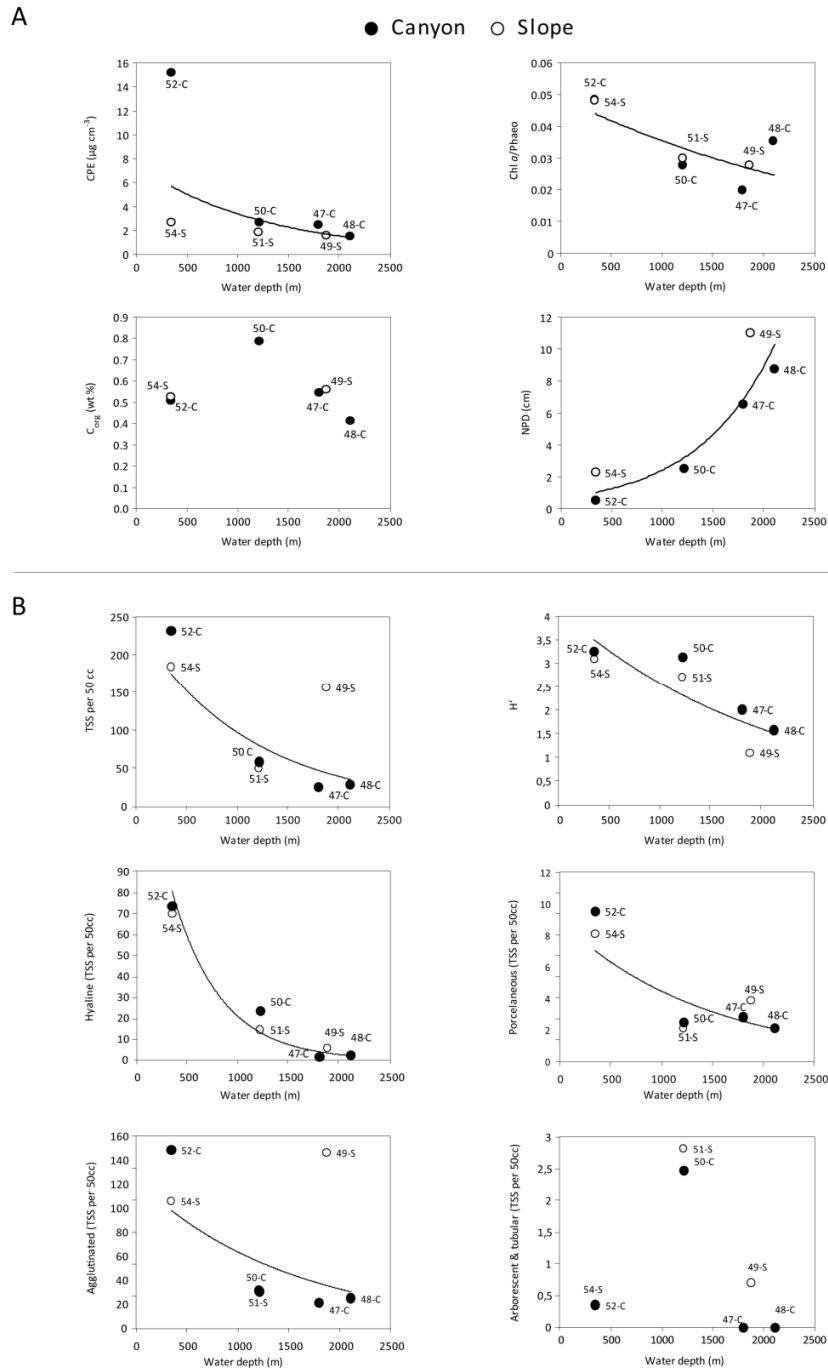 A
● Canyon ○ Slope
CPE (µg cm⁻³)
16
14
12
10
8
6
4
2
0
52-C
54-S
50-C
51-S
47-C
49-S
48-C
0 500 1000 1500 2000 2500
Water depth (m)
Chl a/Phaeo
0.06
0.05
0.04
0.03
0.02
0.01
0
52-C
54-S
51-S
50-C
49-S
48-C
47-C
0 500 1000 1500 2000 2500
Water depth (m)
Corg (wt %)
0.9
0.8
0.7
0.6
0.5
0.4
0.3
0.2
0.1
0.0
54-S
52-C
50-C
47-C
49-S
48-C
0 500 1000 1500 2000 2500
Water depth (m)
NPD (cm)
12
10
8
6
4
2
0
54-S
52-C
50-C
49-S
48-C
47-C
0 500 1000 1500 2000 2500
Water depth (m)
B
TSS per 50 cc
250
200
150
100
50
0
52-C
54-S
50 C
51-S
49-S
47-C
48-C
0 500 1000 1500 2000 2500
Water depth (m)
H'
4
3,5
3
2,5
2
1,5
1
0,5
0
52-C
54-S
50-C
51-S
47-C
48-C
49-S
0 500 1000 1500 2000 2500
Water depth (m)
Hyaline (TSS per 50cc)
90
80
70
60
50
40
30
20
10
0
52-C
54-S
50-C
51-S
49-S
48-C
47-C
0 500 1000 1500 2000 2500
Water depth (m)
Porcelaneous (TSS per 50cc)
12
10
8
6
4
2
0
52-C
54-S
50-C
51-S
49-S
47-C
48-C
0 500 1000 1500 2000 2500
Water depth (m)
Agglutinated (TSS per 50cc)
160
140
120
100
80
60
40
20
0
52-C
54-S
49-S
50-C
51-S
47-C
48-C
0 500 1000 1500 2000 2500
Water depth (m)
Arborescent & tubular (TSS per 50cc)
3
2,5
2
1,5
1
0,5
0
51-S
50-C
49-S
54-S
52-C
47-C
48-C
0 500 1000 1500 2000 2500
Water depth (m)